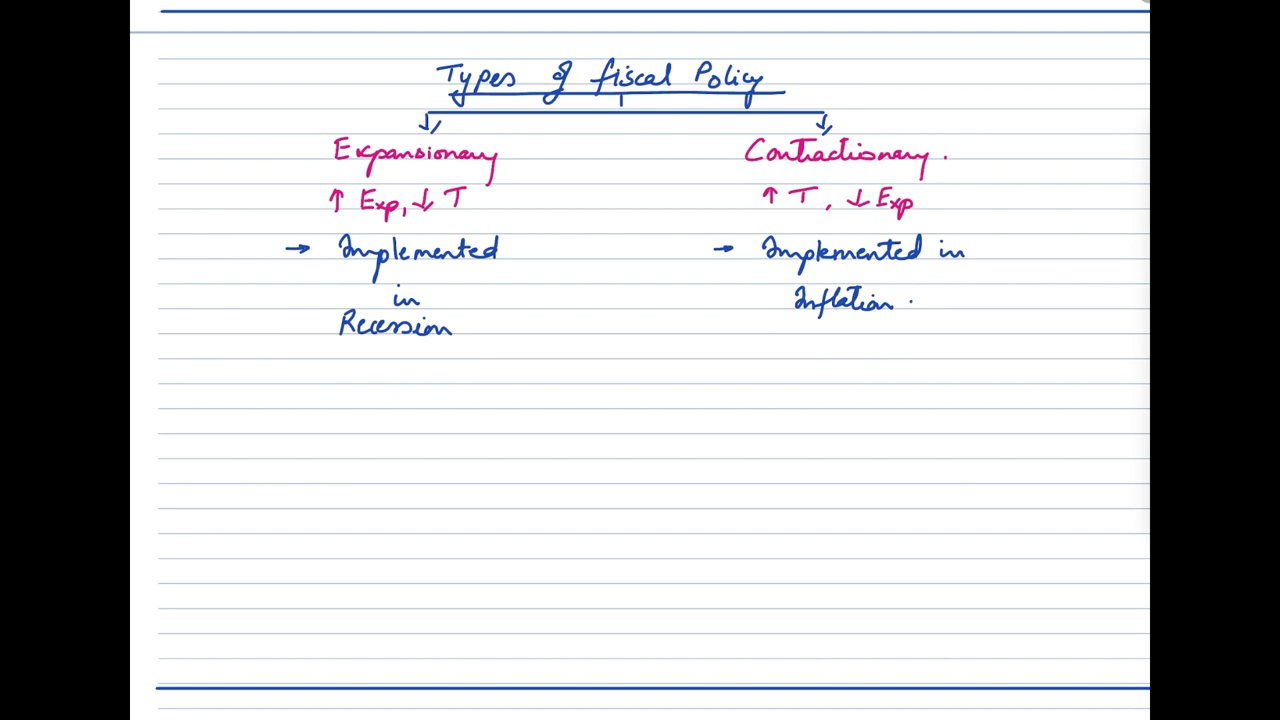 Types of fiscal Policy
Expansionary
↑ Exp, ↓ T
→ Implemented
in
Recession
Contractionary.
↑ T, ↓ Exp
→ Implemented in
Inflation.